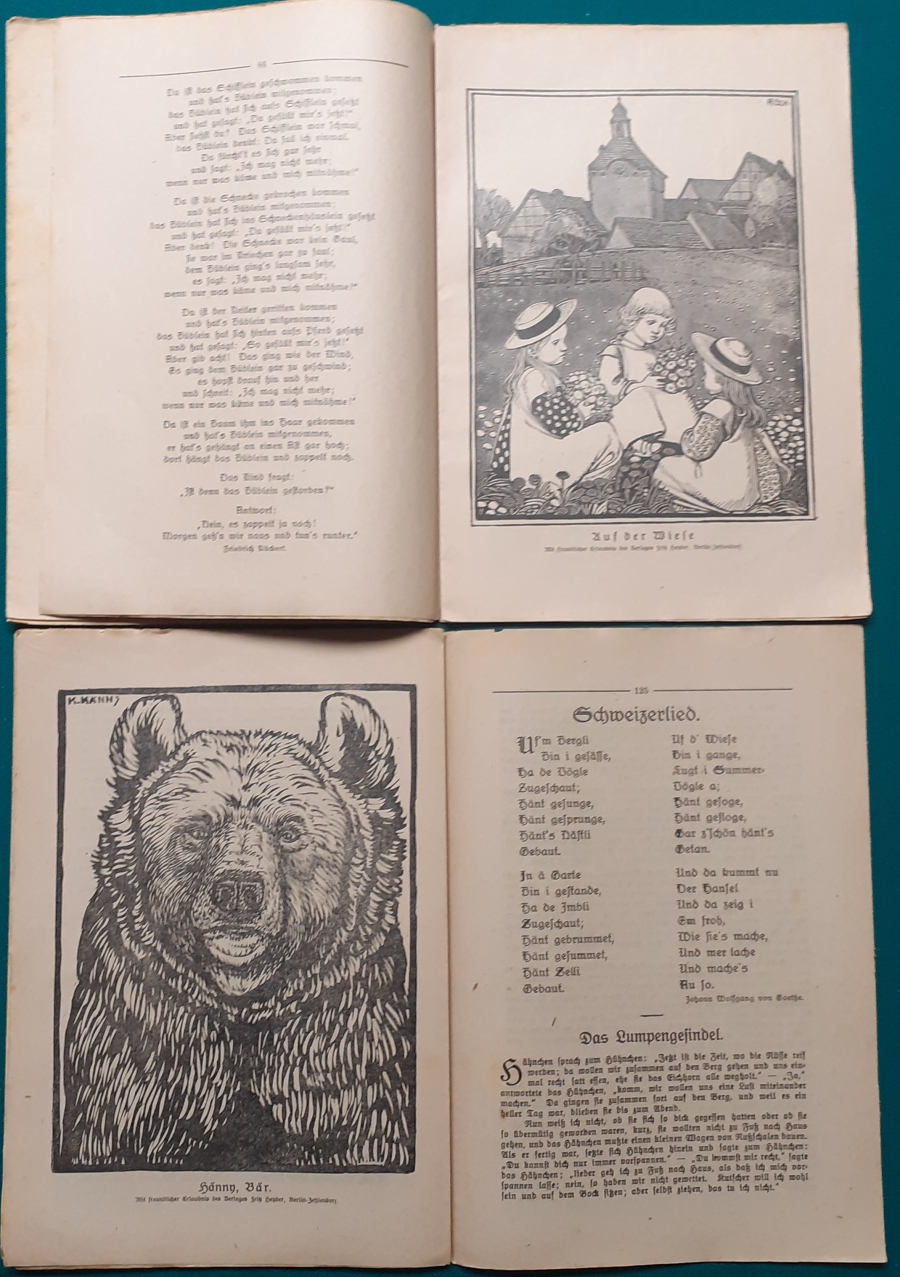 86
Da ist das Schifflein geschwommen kommen
und hat's Büblein mitgenommen;
das Büblein hat sich aufs Schifflein gesetzt
und hat gesagt: „Da gefällt mir's jetzt!“
Aber siehst du? Das Schifflein war schmal,
das Büblein denkt: Da fall ich einmal.
Da fürcht't es sich gar sehr
und sagt: „Ich mag nicht mehr;
wenn nur was käme und mich mitnähme!“
Da ist die Schnecke gekrochen kommen
und hat's Büblein mitgenommen;
das Büblein hat sich ins Schneckenhäuslein gesetzt
und hat gesagt: „Da gefällt mir's jetzt!“
Aber denk! Die Schnecke war kein Gaul,
sie war im Kriechen gar zu faul;
dem Büblein ging's langsam sehr,
es sagt: „Ich mag nicht mehr;
wenn nur was käme und mich mitnähme!“
Da ist der Reiter geritten kommen
und hat's Büblein mitgenommen;
das Büblein hat sich hinten aufs Pferd gesetzt
und hat gesagt: „So gefällt mir's jetzt!“
Aber gib acht! Das ging wie der Wind,
Es ging dem Büblein gar zu geschwind;
es hopst drauf hin und her
und schreit: „Ich mag nicht mehr;
wenn nur was käme und mich mitnähme!“
Da ist ein Baum ihm ins Haar gekommen
und hat's Büblein mitgenommen,
er hat's gehängt an einen Ast gar hoch;
dort hängt das Büblein und zappelt noch.
Das Kind fragt:
„Ist denn das Büblein gestorben?“
Antwort:
„Nein, es zappelt ja noch!
Morgen geh'n wir naus und tun's runter.“
Friedrich Rückert.
Auf der Wiese
Mit freundlicher Erlaubnis des Verlages Fritz Heyder, Berlin-Zehlendorf.
K. HÄNNY
Hänny, Bär.
Mit freundlicher Erlaubnis des Verlages Fritz Heyder, Berlin-Zehlendorf.
125
Schweizerlied.
Uf'm Bergli
Bin i gesässe,
Ha de Vögle
Zugeschaut;
Hänt gesunge,
Hänt gesprunge,
Hänt's Nästli
Gebaut.
In ä Garte
Bin i gestande,
Ha de Imbli
Zugeschaut;
Hänt gebrummet,
Hänt gesummet,
Hänt Zelli
Gebaut.
Uf d' Wiese
Bin i gange,
Lugt i Summer-
Vögle a;
Hänt gesoge,
Hänt gefloge,
Gar z'schön hänt's
Getan.
Und da kummt nu
Der Hansel
Und da zeig i
Em froh,
Wie sie's mache,
Und mer lache
Und mache's
Au so.
Johann Wolfgang von Goethe.
Das Lumpengesindel.
Hähnchen sprach zum Hühnchen: „Jetzt ist die Zeit, wo die Nüsse reif
werden; da wollen wir zusammen auf den Berg gehen und uns ein-
mal recht satt essen, ehe sie das Eichhorn alle wegholt.“ — „Ja,“
antwortete das Hühnchen, „komm, wir wollen uns eine Lust miteinander
machen.“ Da gingen sie zusammen fort auf den Berg, und weil es ein
heller Tag war, blieben sie bis zum Abend.
Nun weiß ich nicht, ob sie sich so dick gegessen hatten oder ob sie
so übermütig geworden waren, kurz, sie wollten nicht zu Fuß nach Haus
gehen, und das Hähnchen mußte einen kleinen Wagen von Nußschalen bauen.
Als er fertig war, setzte sich Hühnchen hinein und sagte zum Hähnchen:
„Du kannst dich nur immer vorspannen.“ — „Du kommst mir recht,“ sagte
das Hähnchen; „lieber geh ich zu Fuß nach Haus, als daß ich mich vor-
spannen lasse; nein, so haben wir nicht gewettet. Kutscher will ich wohl
sein und auf dem Bock sitzen; aber selbst ziehen, das tu ich nicht.“